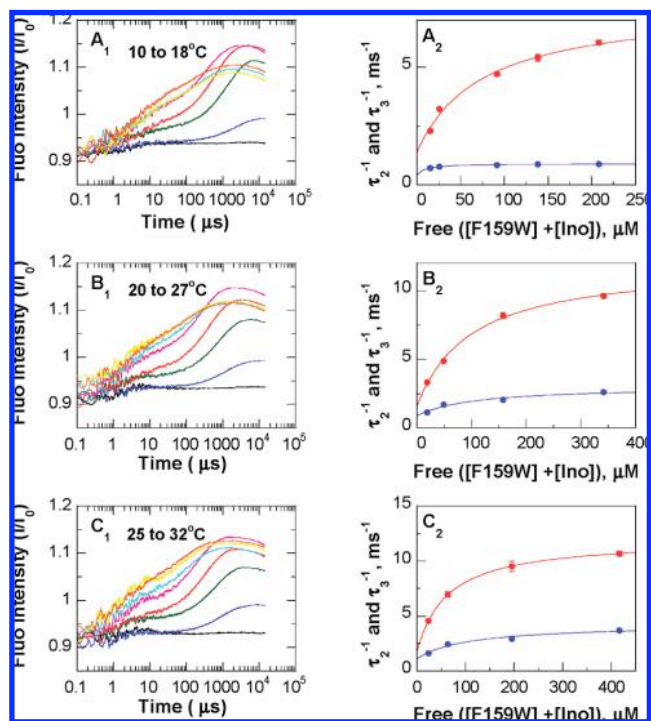 A1 10 to 18°C
Fluo Intensity (I/I0)
1.2
1.1
1
0.9
0.1 1 10 100 1000 10^4 10^5
Time ( µs)
A2
τ2^-1 and τ3^-1, ms^-1
5
0
0 50 100 150 200 250
Free ([F159W] +[Ino]), µM
B1 20 to 27°C
Fluo Intensity (I/I0)
1.2
1.1
1
0.9
0.1 1 10 100 1000 10^4 10^5
Time ( µs)
B2
τ2^-1 and τ3^-1, ms^-1
10
5
0
0 100 200 300 400
Free ([F159W] +[Ino]), µM
C1 25 to 32°C
Fluo Intensity (I/I0)
1.2
1.1
1
0.9
0.1 1 10 100 1000 10^4 10^5
Time ( µs)
C2
τ2^-1 and τ3^-1, ms^-1
15
10
5
0
0 100 200 300 400
Free ([F159W] +[Ino]), µM